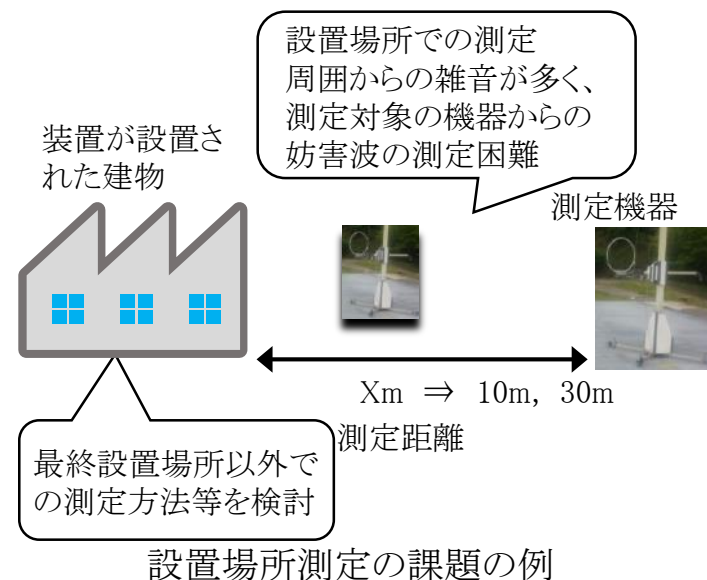 設置場所での測定
周囲からの雑音が多く、
測定対象の機器からの
妨害波の測定困難
装置が設置さ
れた建物
測定機器
Xm ⇒ 10m, 30m
測定距離
最終設置場所以外で
の測定方法等を検討
設置場所測定の課題の例